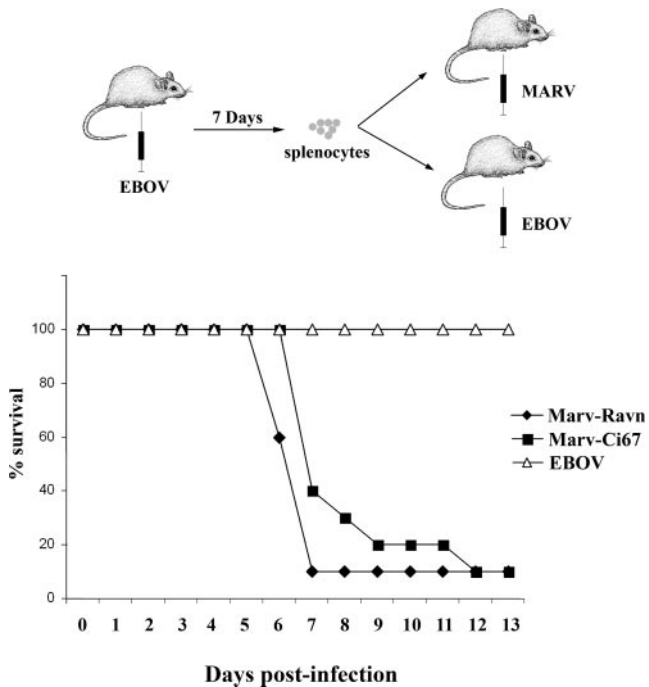 7 Days
splenocytes
EBOV
MARV
EBOV
% survival
100
80
60
40
20
0
0 1 2 3 4 5 6 7 8 9 10 11 12 13
Days post-infection
Marv-Ravn
Marv-Ci67
EBOV